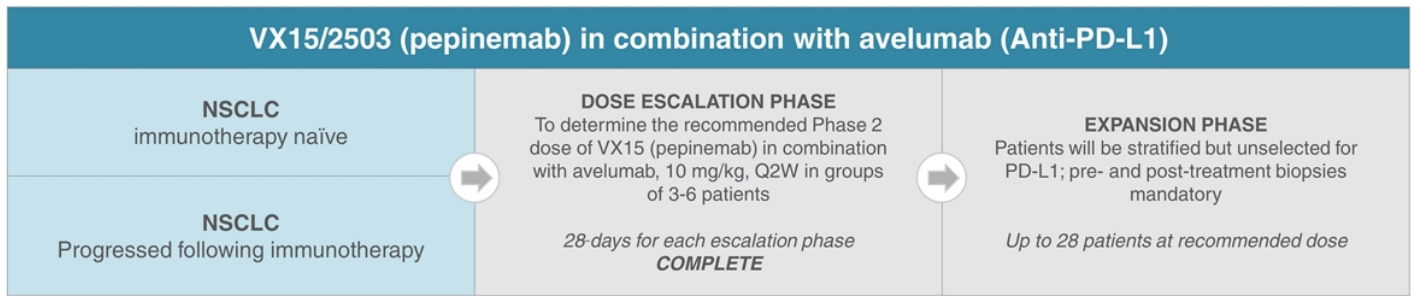 VX15/2503 (pepinemab) in combination with avelumab (Anti-PD-L1)
NSCLC
immunotherapy naïve
NSCLC
Progressed following immunotherapy
DOSE ESCALATION PHASE
To determine the recommended Phase 2
dose of VX15 (pepinemab) in combination
with avelumab, 10 mg/kg, Q2W in groups
of 3-6 patients
28-days for each escalation phase
COMPLETE
EXPANSION PHASE
Patients will be stratified but unselected for
PD-L1; pre- and post-treatment biopsies
mandatory
Up to 28 patients at recommended dose